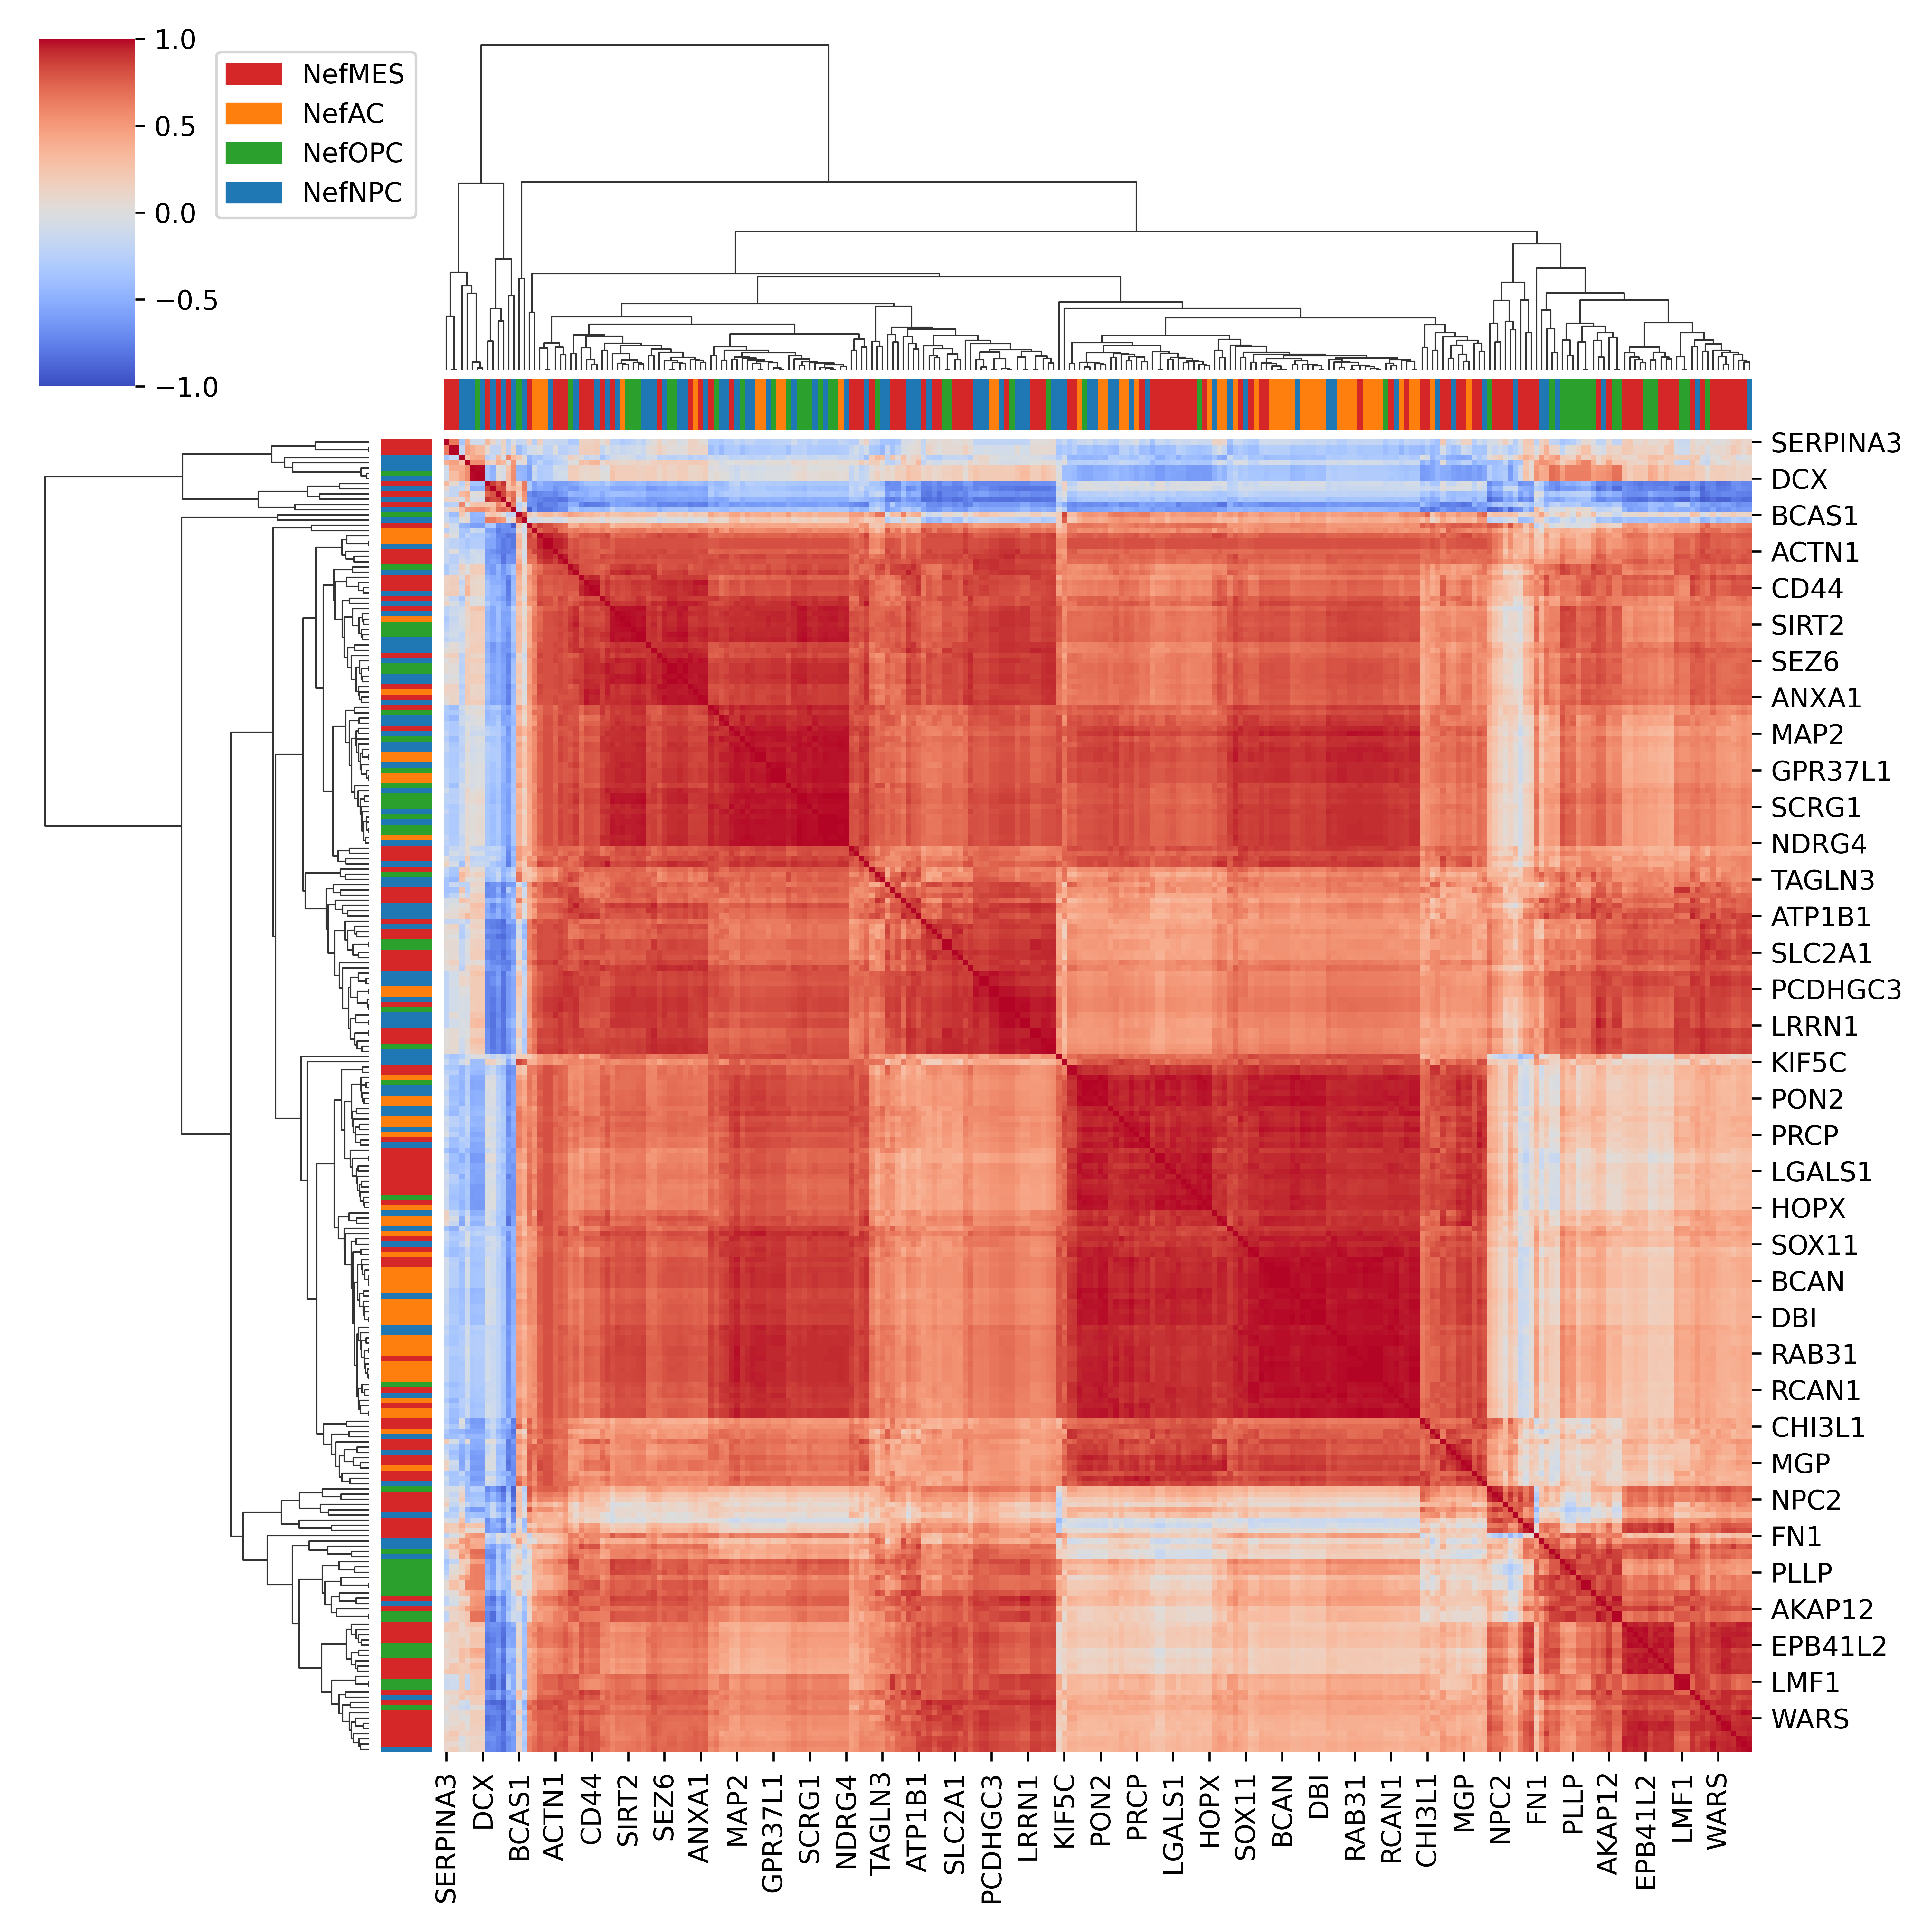 1.0
0.5
0.0
−0.5
−1.0
NefMES
NefAC
NefOPC
NefNPC
SERPINA3
DCX
BCAS1
ACTN1
CD44
SIRT2
SEZ6
ANXA1
MAP2
GPR37L1
SCRG1
NDRG4
TAGLN3
ATP1B1
SLC2A1
PCDHGC3
LRRN1
KIF5C
PON2
PRCP
LGALS1
HOPX
SOX11
BCAN
DBI
RAB31
RCAN1
CHI3L1
MGP
NPC2
FN1
PLLP
AKAP12
EPB41L2
LMF1
WARS
SERPINA3
DCX
BCAS1
ACTN1
CD44
SIRT2
SEZ6
ANXA1
MAP2
GPR37L1
SCRG1
NDRG4
TAGLN3
ATP1B1
SLC2A1
PCDHGC3
LRRN1
KIF5C
PON2
PRCP
LGALS1
HOPX
SOX11
BCAN
DBI
RAB31
RCAN1
CHI3L1
MGP
NPC2
FN1
PLLP
AKAP12
EPB41L2
LMF1
WARS